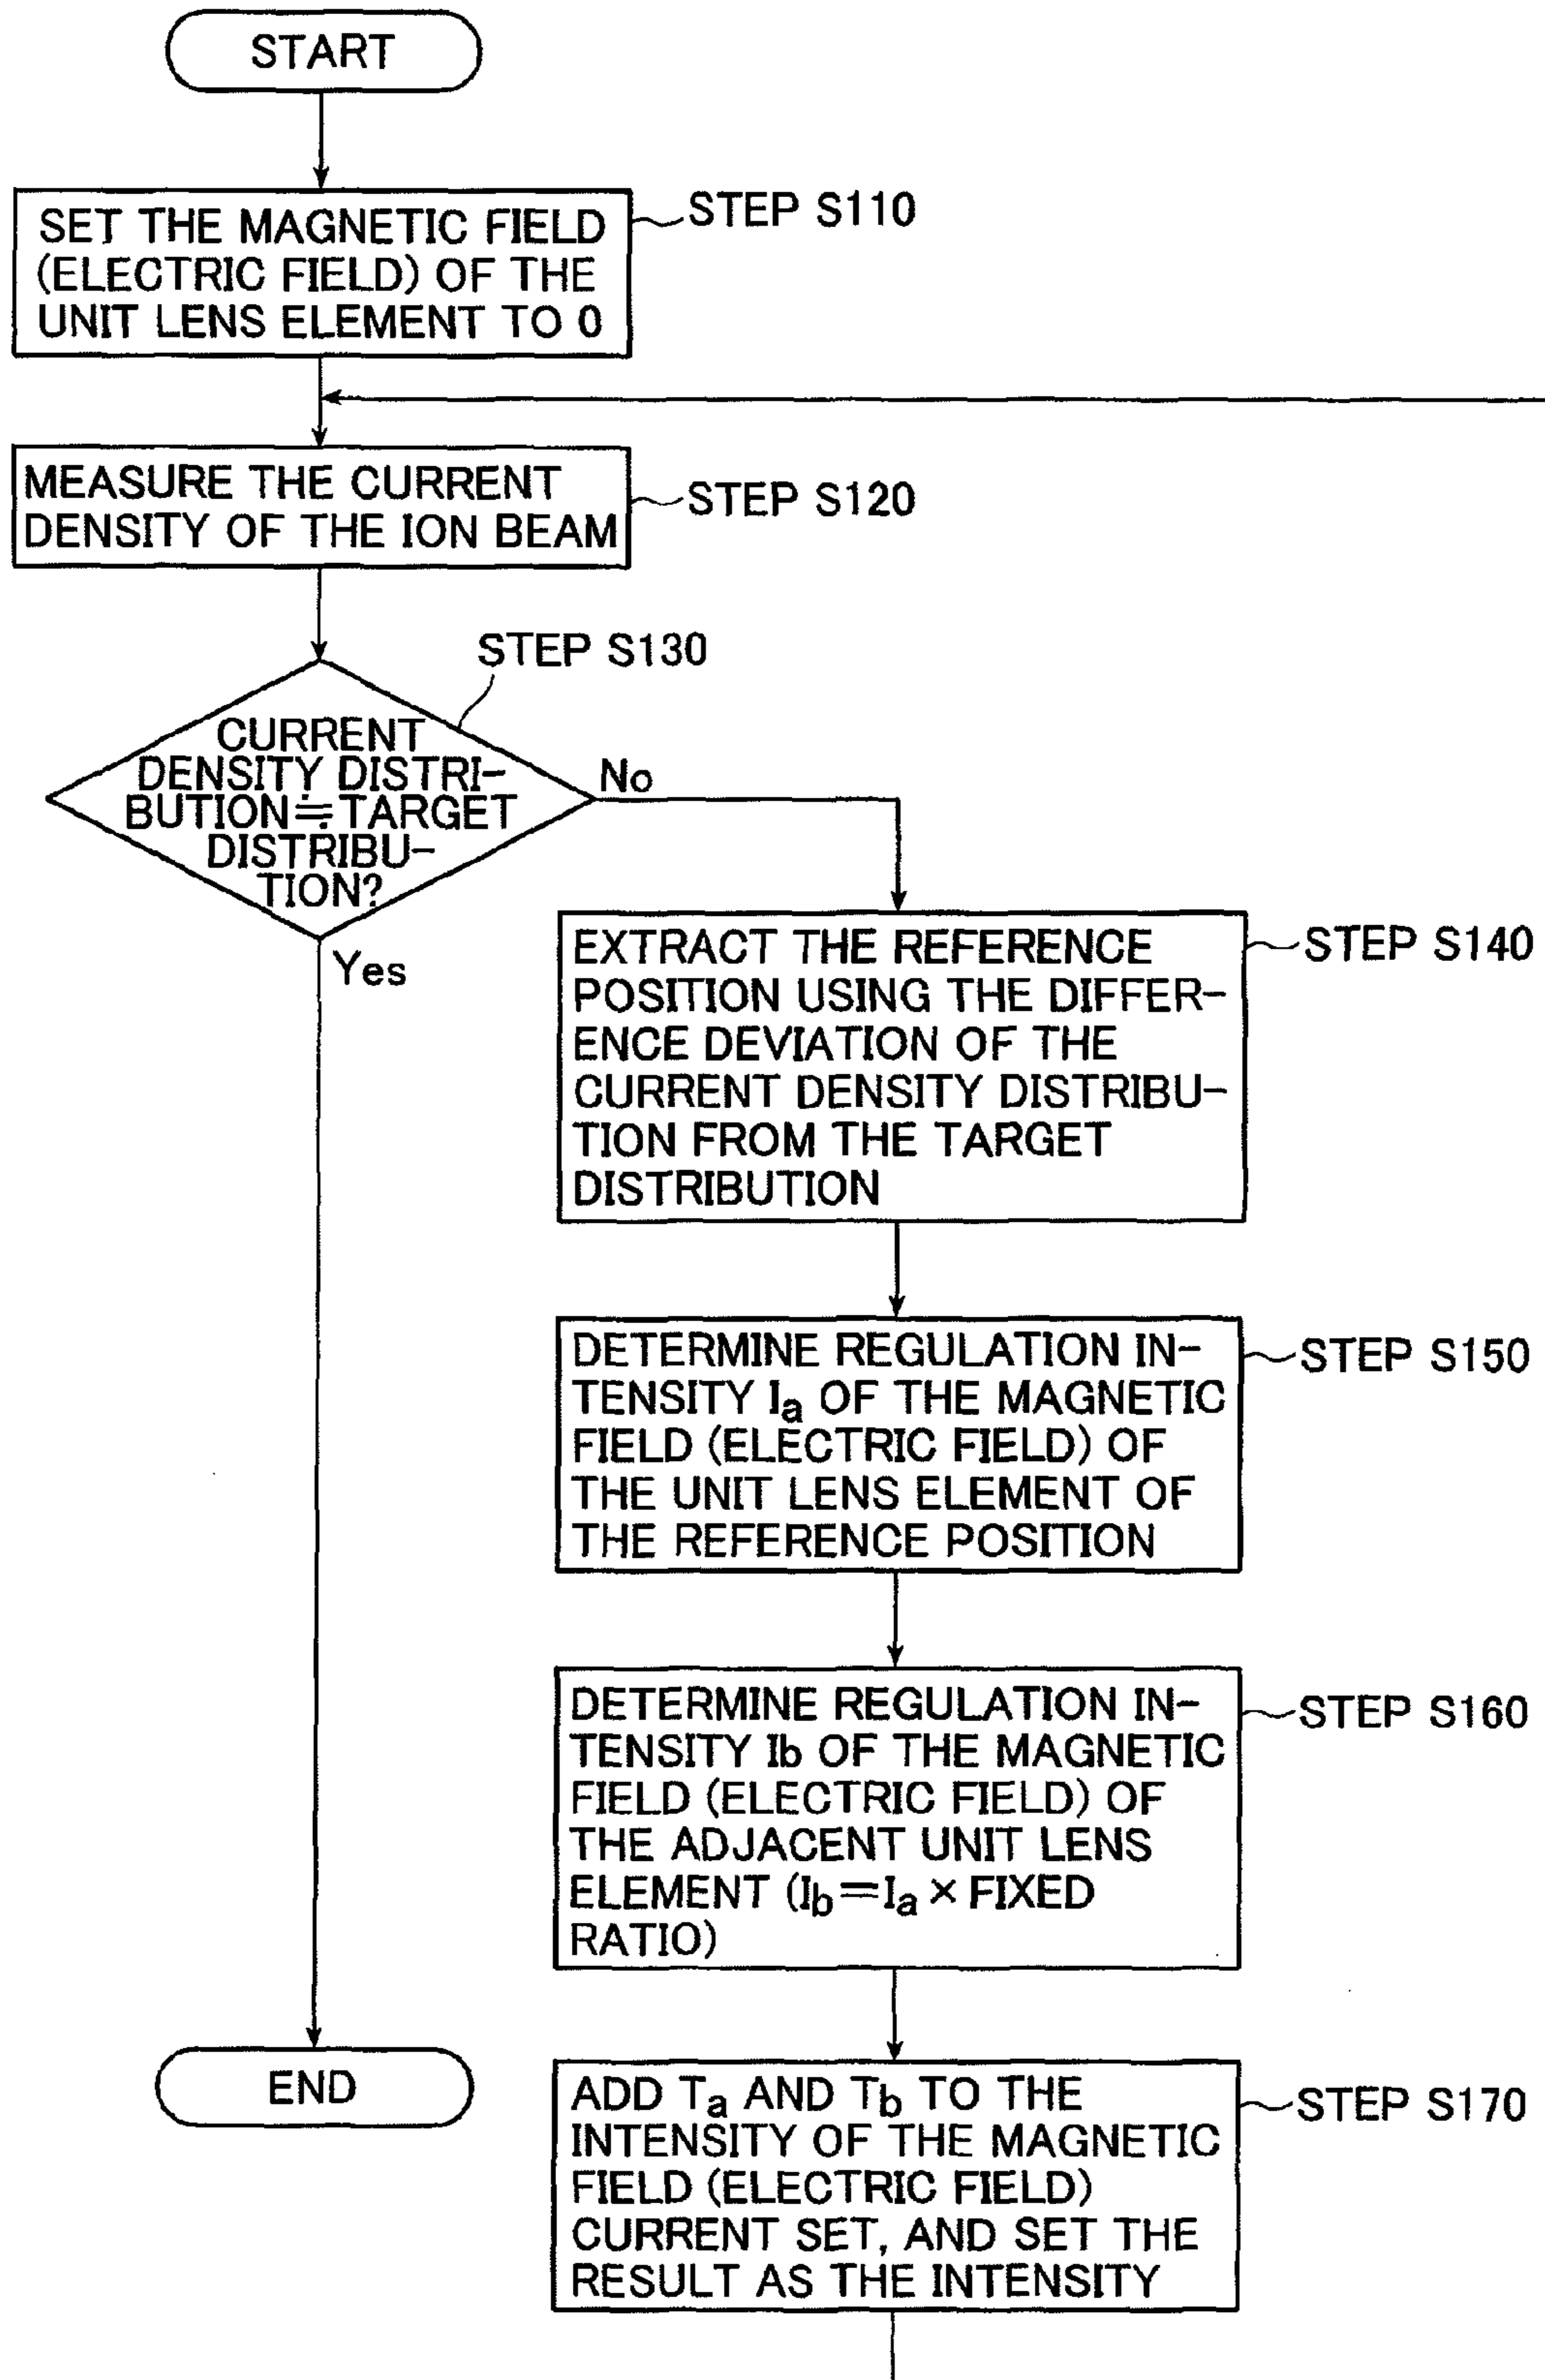 START
SET THE MAGNETIC FIELD
(ELECTRIC FIELD) OF THE
UNIT LENS ELEMENT TO 0
STEP S110
MEASURE THE CURRENT
DENSITY OF THE ION BEAM
STEP S120
STEP S130
CURRENT
DENSITY DISTRI-
BUTION≒TARGET
DISTRIBU-
TION?
No
Yes
EXTRACT THE REFERENCE
POSITION USING THE DIFFER-
ENCE DEVIATION OF THE
CURRENT DENSITY DISTRIBU-
TION FROM THE TARGET
DISTRIBUTION
STEP S140
DETERMINE REGULATION IN-
TENSITY Ia OF THE MAGNETIC
FIELD (ELECTRIC FIELD) OF
THE UNIT LENS ELEMENT OF
THE REFERENCE POSITION
STEP S150
DETERMINE REGULATION IN-
TENSITY Ib OF THE MAGNETIC
FIELD (ELECTRIC FIELD) OF
THE ADJACENT UNIT LENS
ELEMENT (Ib=Ia×FIXED
RATIO)
STEP S160
END
ADD Ta AND Tb TO THE
INTENSITY OF THE MAGNETIC
FIELD (ELECTRIC FIELD)
CURRENT SET, AND SET THE
RESULT AS THE INTENSITY
STEP S170